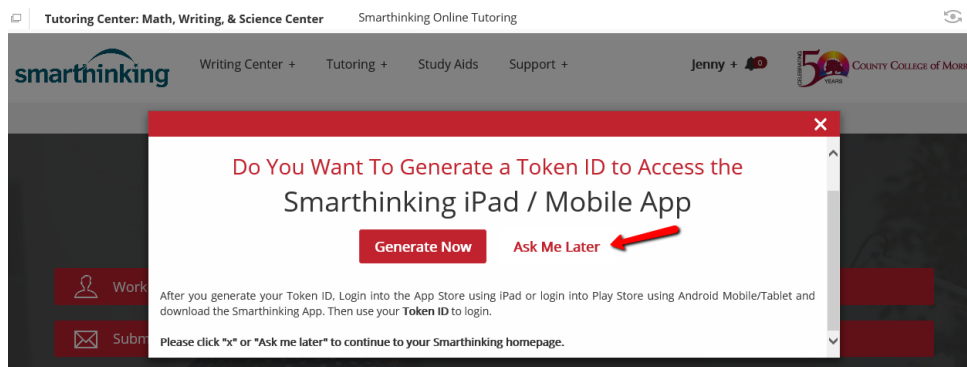 Tutoring Center: Math, Writing, & Science Center Smarthinking Online Tutoring
smarthinking Writing Center + Tutoring + Study Aids Support + Jenny + 0 CELEBRATING 50 YEARS COUNTY COLLEGE OF MORR
Do You Want To Generate a Token ID to Access the
Smarthinking iPad / Mobile App
Generate Now Ask Me Later
Work
After you generate your Token ID, Login into the App Store using iPad or login into Play Store using Android Mobile/Tablet and
download the Smarthinking App. Then use your Token ID to login.
Subm
Please click "x" or "Ask me later" to continue to your Smarthinking homepage.